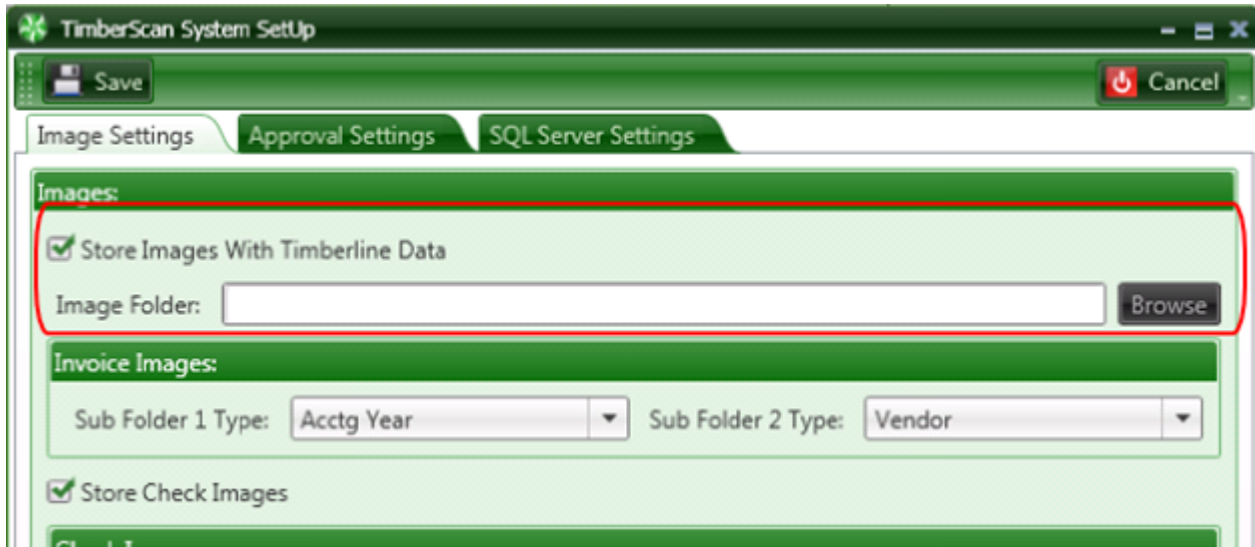 TimberScan System SetUp
Save Cancel
Image Settings Approval Settings SQL Server Settings
Images:
Store Images With Timberline Data
Image Folder: Browse
Invoice Images:
Sub Folder 1 Type: Acctg Year Sub Folder 2 Type: Vendor
Store Check Images